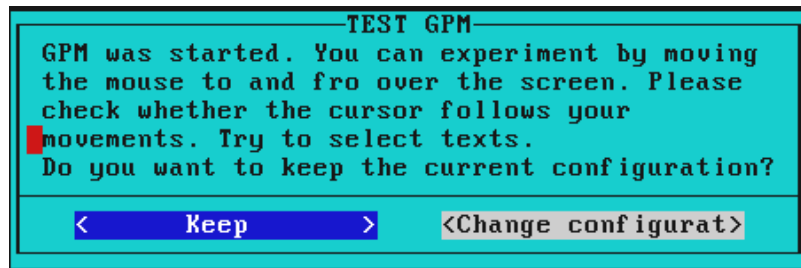 TEST GPM
GPM was started. You can experiment by moving
the mouse to and fro over the screen. Please
check whether the cursor follows your
movements. Try to select texts.
Do you want to keep the current configuration?
< Keep > <Change configurat>